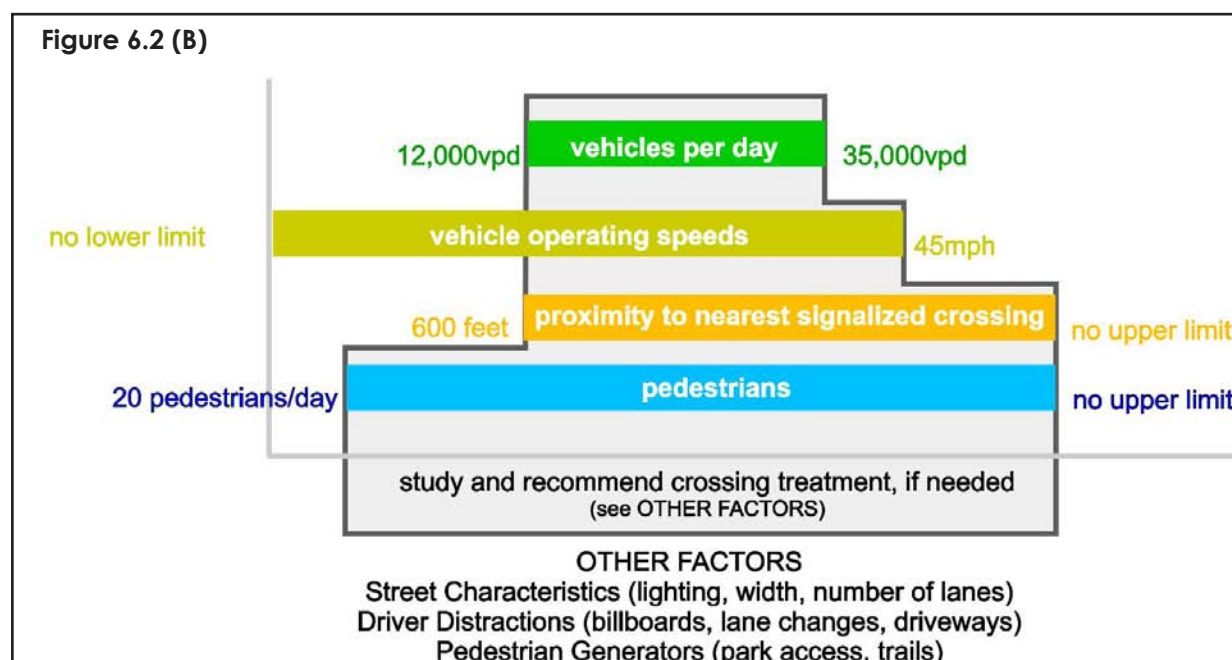 Figure 6.2 (B)
12,000vpd vehicles per day 35,000vpd
no lower limit vehicle operating speeds 45mph
600 feet proximity to nearest signalized crossing no upper limit
20 pedestrians/day pedestrians no upper limit
study and recommend crossing treatment, if needed
(see OTHER FACTORS)
OTHER FACTORS
Street Characteristics (lighting, width, number of lanes)
Driver Distractions (billboards, lane changes, driveways)
Pedestrian Generators (park access, trails)